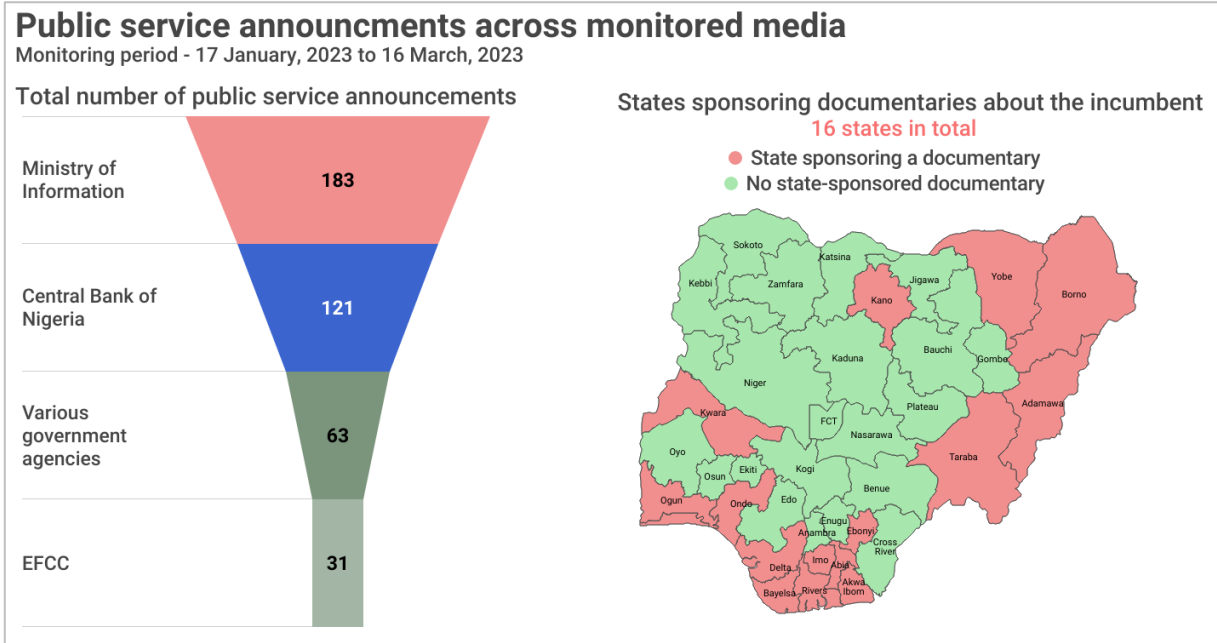 Public service announcments across monitored media
Monitoring period - 17 January, 2023 to 16 March, 2023
Total number of public service announcements
Ministry of
Information
183
Central Bank of
Nigeria
121
Various
government
agencies
63
EFCC
31
States sponsoring documentaries about the incumbent
16 states in total
State sponsoring a documentary
No state-sponsored documentary
Sokoto
Katsina
Kebbi
Zamfara
Kano
Jigawa
Yobe
Borno
Kaduna
Bauchi
Gombe
Niger
Adamawa
Plateau
Kwara
FCT
Nasarawa
Taraba
Oyo
Osun
Ekiti
Kogi
Benue
Ogun
Ondo
Edo
Enugu
Anambra
Ebonyi
Cross
River
Delta
Imo
Abia
Akwa
Ibom
Bayelsa
Rivers